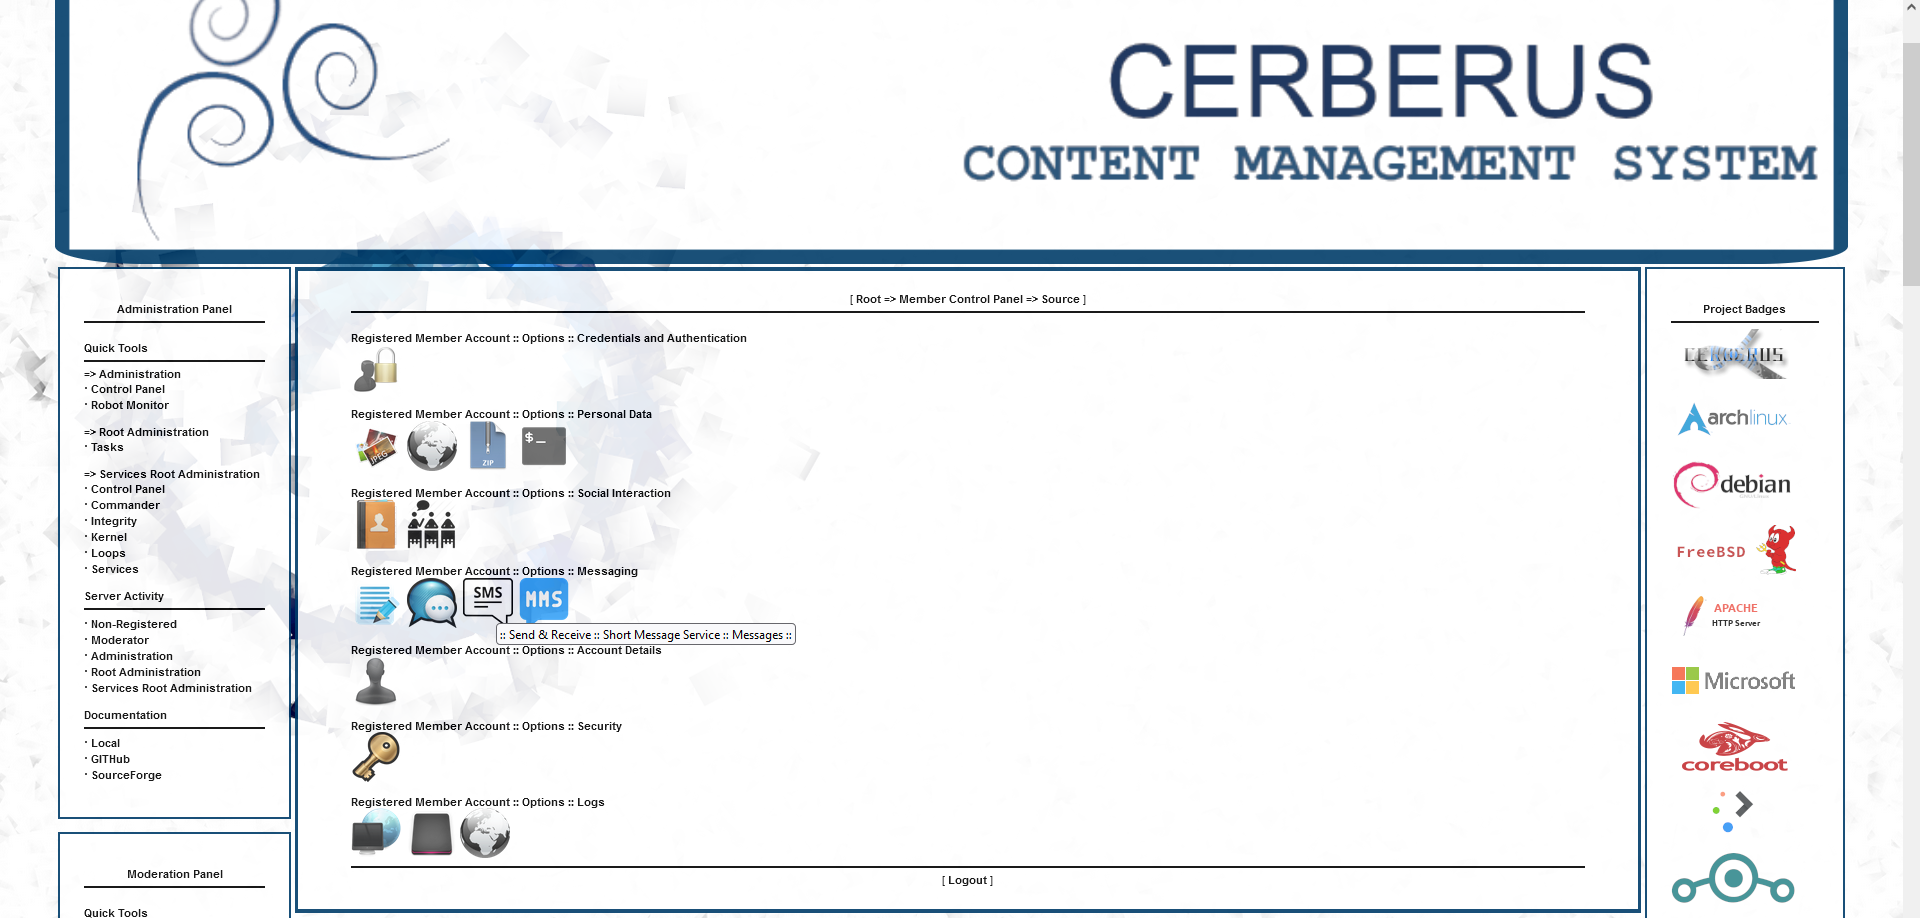 CERBERUS
CONTENT MANAGEMENT SYSTEM
Administration Panel
Quick Tools
=> Administration
· Control Panel
· Robot Monitor
=> Root Administration
· Tasks
=> Services Root Administration
· Control Panel
· Commander
· Integrity
· Kernel
· Loops
· Services
Server Activity
· Non-Registered
· Moderator
· Administration
· Root Administration
· Services Root Administration
Documentation
· Local
· GITHub
· SourceForge
Moderation Panel
Quick Tools
[ Root => Member Control Panel => Source ]
Registered Member Account :: Options :: Credentials and Authentication
Registered Member Account :: Options :: Personal Data
JPEG
ZIP
$_
Registered Member Account :: Options :: Social Interaction
Registered Member Account :: Options :: Messaging
SMS
MMS
:: Send & Receive :: Short Message Service :: Messages ::
Registered Member Account :: Options :: Account Details
Registered Member Account :: Options :: Security
Registered Member Account :: Options :: Logs
[ Logout ]
Project Badges
CERBERUS
archlinux
debian
FreeBSD
APACHE
HTTP Server
Microsoft
coreboot